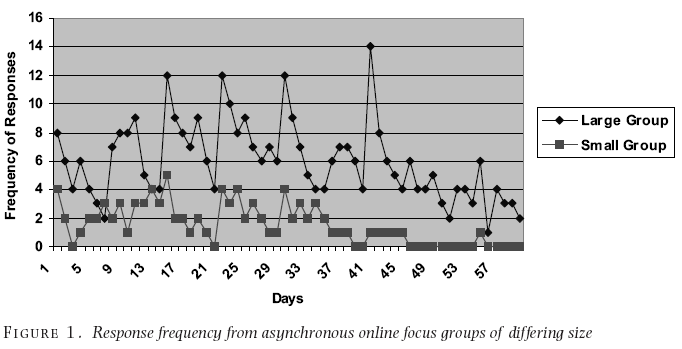 16
14
12
10
8
6
4
2
0
Frequency of Responses
1 5 9 13 17 21 25 29 33 37 41 45 49 53 57
Days
Large Group
Small Group
FIGURE 1. Response frequency from asynchronous online focus groups of differing size